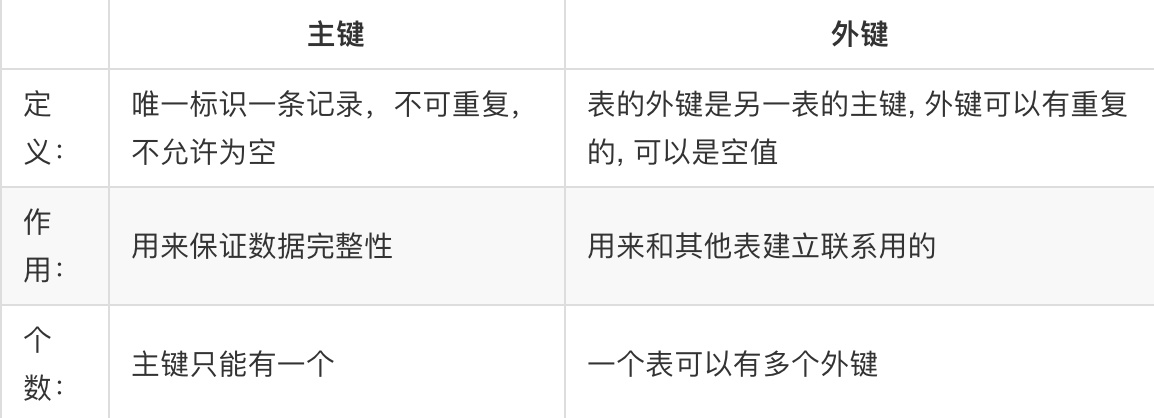 主键 外键
定 唯一标识一条记录，不可重复， 表的外键是另一表的主键, 外键可以有重复
义： 不允许为空 的, 可以是空值
作
用： 用来保证数据完整性 用来和其他表建立联系用的
个
数： 主键只能有一个 一个表可以有多个外键